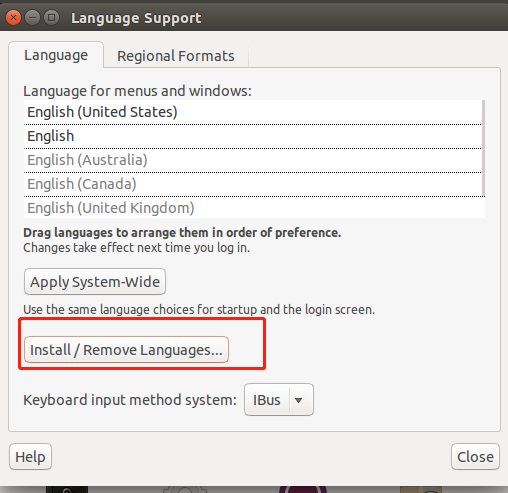 Language Support
Language
Regional Formats
Language for menus and windows:
English (United States)
English
English (Australia)
English (Canada)
English (United Kingdom)
Drag languages to arrange them in order of preference.
Changes take effect next time you log in.
Apply System-Wide
Use the same language choices for startup and the login screen.
Install / Remove Languages...
Keyboard input method system: IBus
Help
Close